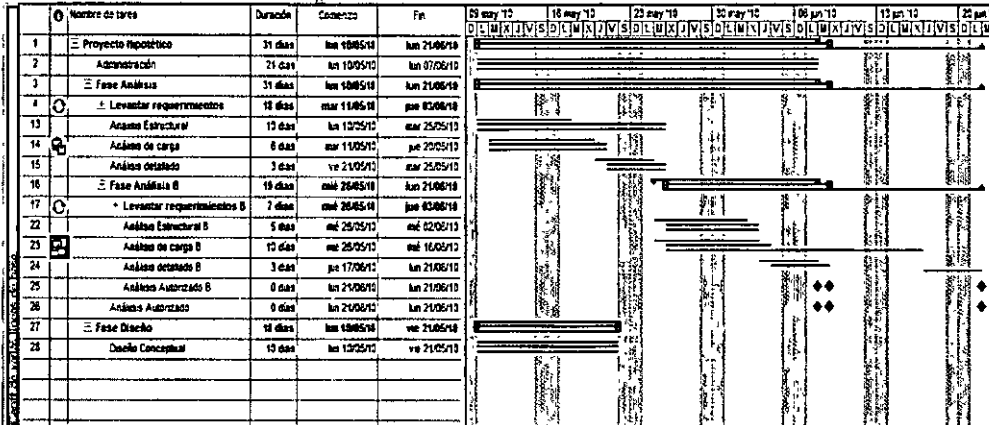 Nombre de tarea Duración Comienzo Fin 09 may '10 16 may '10 23 may '10 30 may '10 06 jun '10 13 jun '10 20 jun
D L M X J V S D L M X J V S D L M X J V S D L M X J V S D L M X J V S D L M X J V S D L M
1 Proyecto Hipotético 31 días lun 10/05/10 lun 21/06/10
2 Administración 21 días lun 10/05/10 lun 07/06/10
3 Fase Análisis 31 días lun 10/05/10 lun 21/06/10
4 + Levantar requerimientos 18 días mar 11/05/10 jue 03/06/10
13 Análisis Estructural lun 10/05/10 mar 25/05/10
14 Análisis de carga 8 días mar 11/05/10 jue 20/05/10
15 Análisis detallado 3 días vie 21/05/10 mar 25/05/10
16 Fase Análisis B 19 días mié 26/05/10 lun 21/06/10
17 + Levantar requerimientos B 7 días mié 26/05/10 jue 03/06/10
22 Análisis Estructural B 5 días mié 26/05/10 mié 02/06/10
23 Análisis de carga B mié 26/05/10 mié 16/06/10
24 Análisis detallado B 3 días jue 17/06/10 lun 21/06/10
25 Análisis Autorizado B 0 días lun 21/06/10 lun 21/06/10
26 Análisis Autorizado 0 días lun 21/06/10 lun 21/06/10
27 Fase Diseño 10 días lun 10/05/10 vie 21/05/10
28 Diseño Conceptual 10 días lun 10/05/10 vie 21/05/10